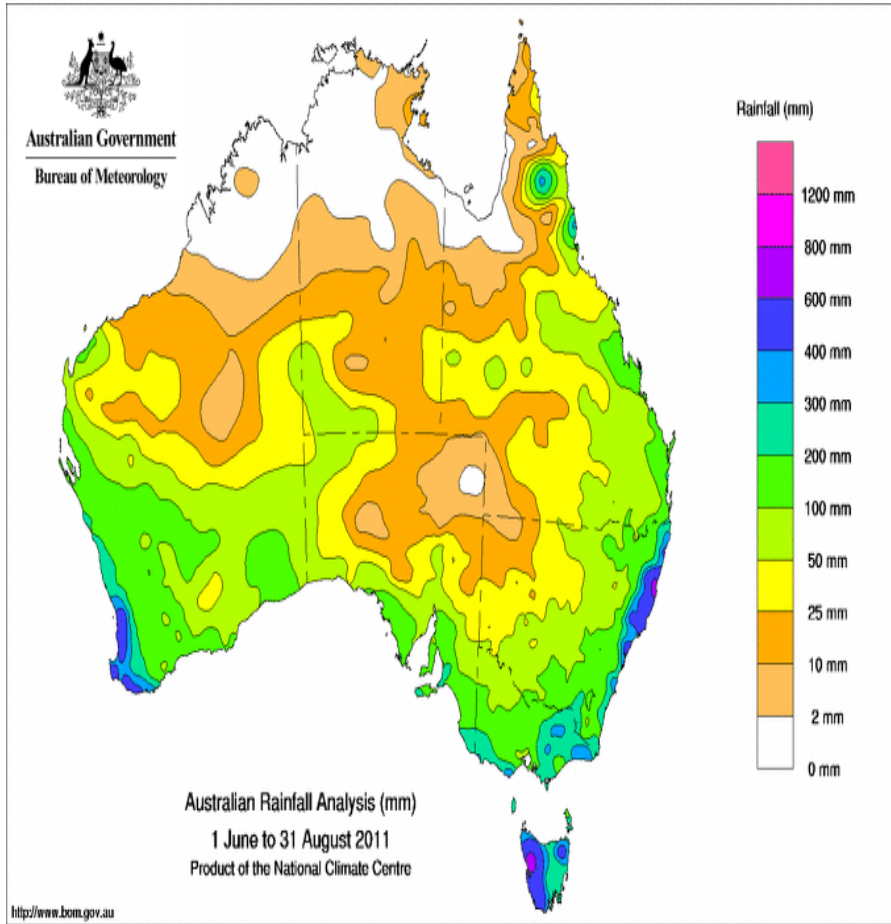 Australian Government
Bureau of Meteorology
Rainfall (mm)
1200 mm
800 mm
600 mm
400 mm
300 mm
200 mm
100 mm
50 mm
25 mm
10 mm
2 mm
0 mm
Australian Rainfall Analysis (mm)
1 June to 31 August 2011
Product of the National Climate Centre
http://www.bom.gov.au